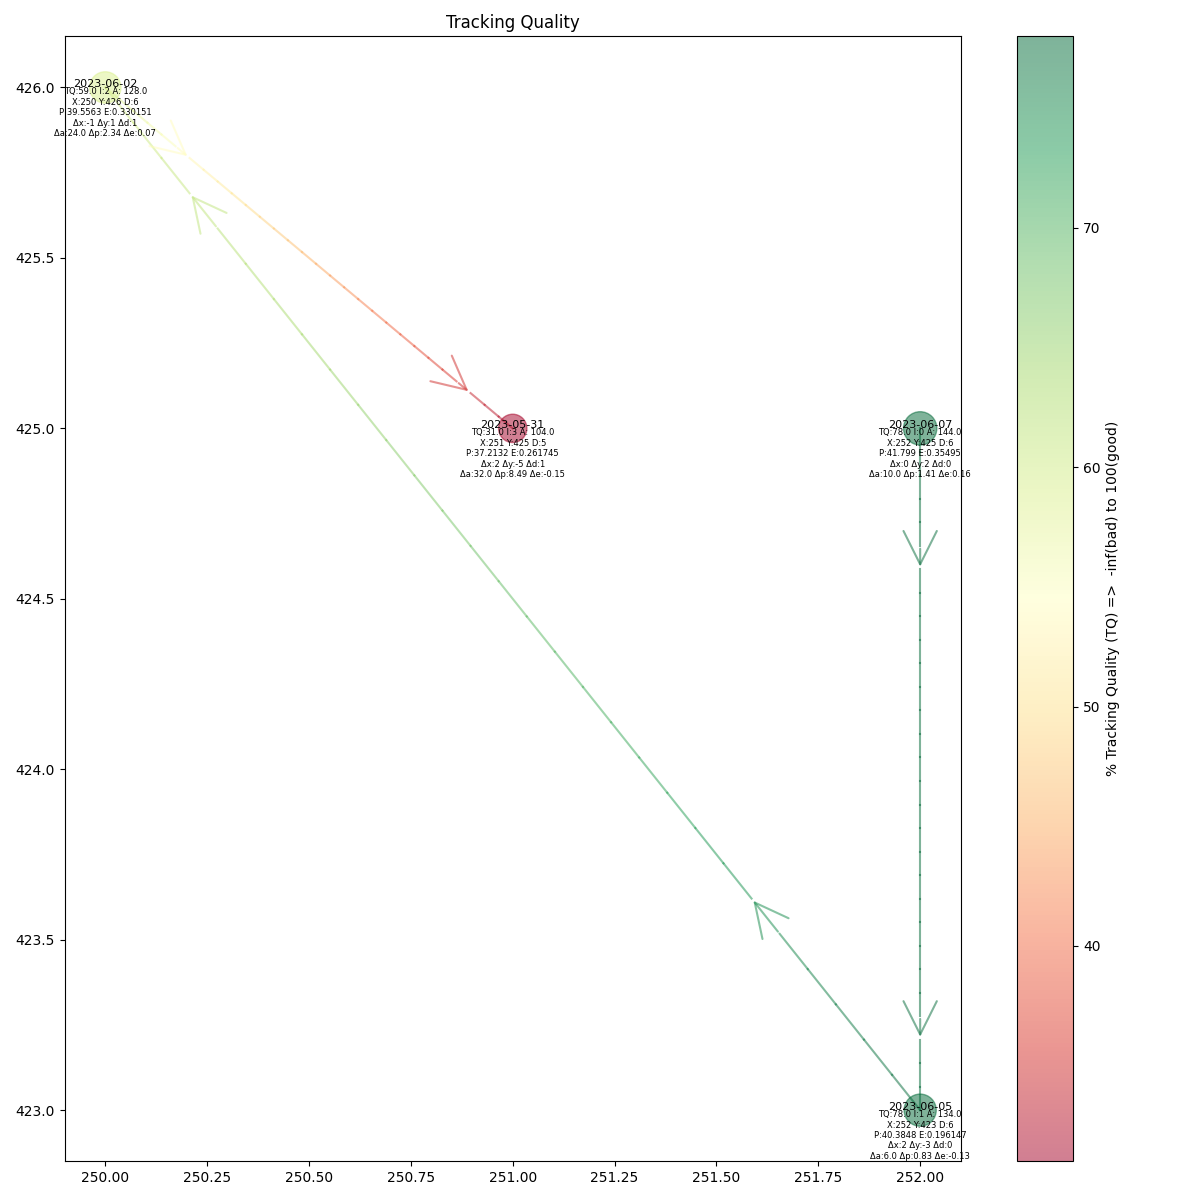 Tracking Quality
426.0
425.5
425.0
424.5
424.0
423.5
423.0
2023-06-02
TQ:59.0 I:2 A: 128.0
X:250 Y:426 D:6
P:39.5563 E:0.330151
Δx:-1 Δy:1 Δd:1
Δa:24.0 Δp:2.34 Δe:0.07
2023-05-31
TQ:31.0 I:3 A: 104.0
X:251 Y:425 D:5
P:37.2132 E:0.261745
Δx:2 Δy:-5 Δd:1
Δa:32.0 Δp:8.49 Δe:-0.15
2023-06-07
TQ:78.0 I:0 A: 144.0
X:252 Y:425 D:6
P:41.799 E:0.35495
Δx:0 Δy:2 Δd:0
Δa:10.0 Δp:1.41 Δe:0.16
2023-06-05
TQ:78.0 I:1 A: 134.0
X:252 Y:423 D:6
P:40.3848 E:0.196147
Δx:2 Δy:-3 Δd:0
Δa:6.0 Δp:0.83 Δe:-0.13
250.00 250.25 250.50 250.75 251.00 251.25 251.50 251.75 252.00
70
60
50
40
% Tracking Quality (TQ) => -inf(bad) to 100(good)